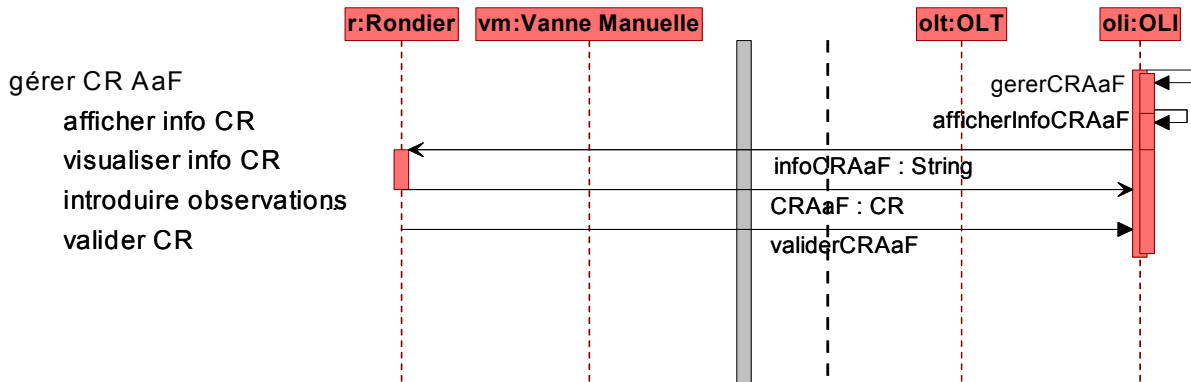 r:Rondier vm:Vanne Manuelle olt:OLT oli:OLI
gérer CR AaF gererCRAaF
afficher info CR afficherInfoCRAaF
visualiser info CR infoCRAaF : String
introduire observations... CRAaF : CR
valider CR validerCRAaF